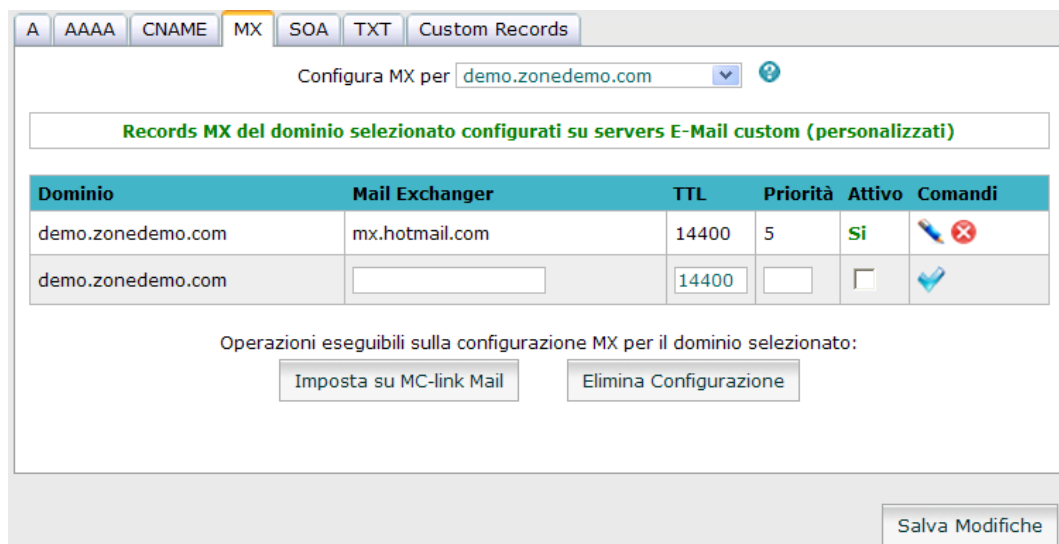 A AAAA CNAME MX SOA TXT Custom Records
Configura MX per demo.zonedemo.com
Records MX del dominio selezionato configurati su servers E-Mail custom (personalizzati)
Dominio Mail Exchanger TTL Priorità Attivo Comandi
demo.zonedemo.com mx.hotmail.com 14400 5 Si
demo.zonedemo.com 14400
Operazioni eseguibili sulla configurazione MX per il dominio selezionato:
Imposta su MC-link Mail Elimina Configurazione
Salva Modifiche